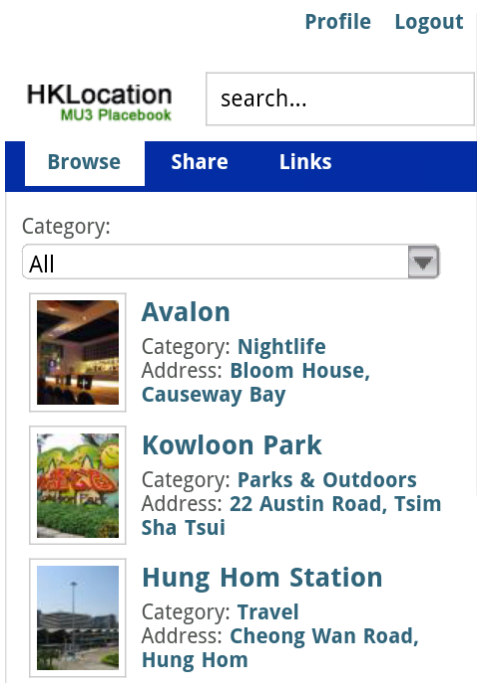 Profile Logout
HKLocation
MU3 Placebook
search...
Browse Share Links
Category:
All
Avalon
Category: Nightlife
Address: Bloom House,
Causeway Bay
Kowloon Park
Category: Parks & Outdoors
Address: 22 Austin Road, Tsim
Sha Tsui
Kowloon Park
Hung Hom Station
Category: Travel
Address: Cheong Wan Road,
Hung Hom